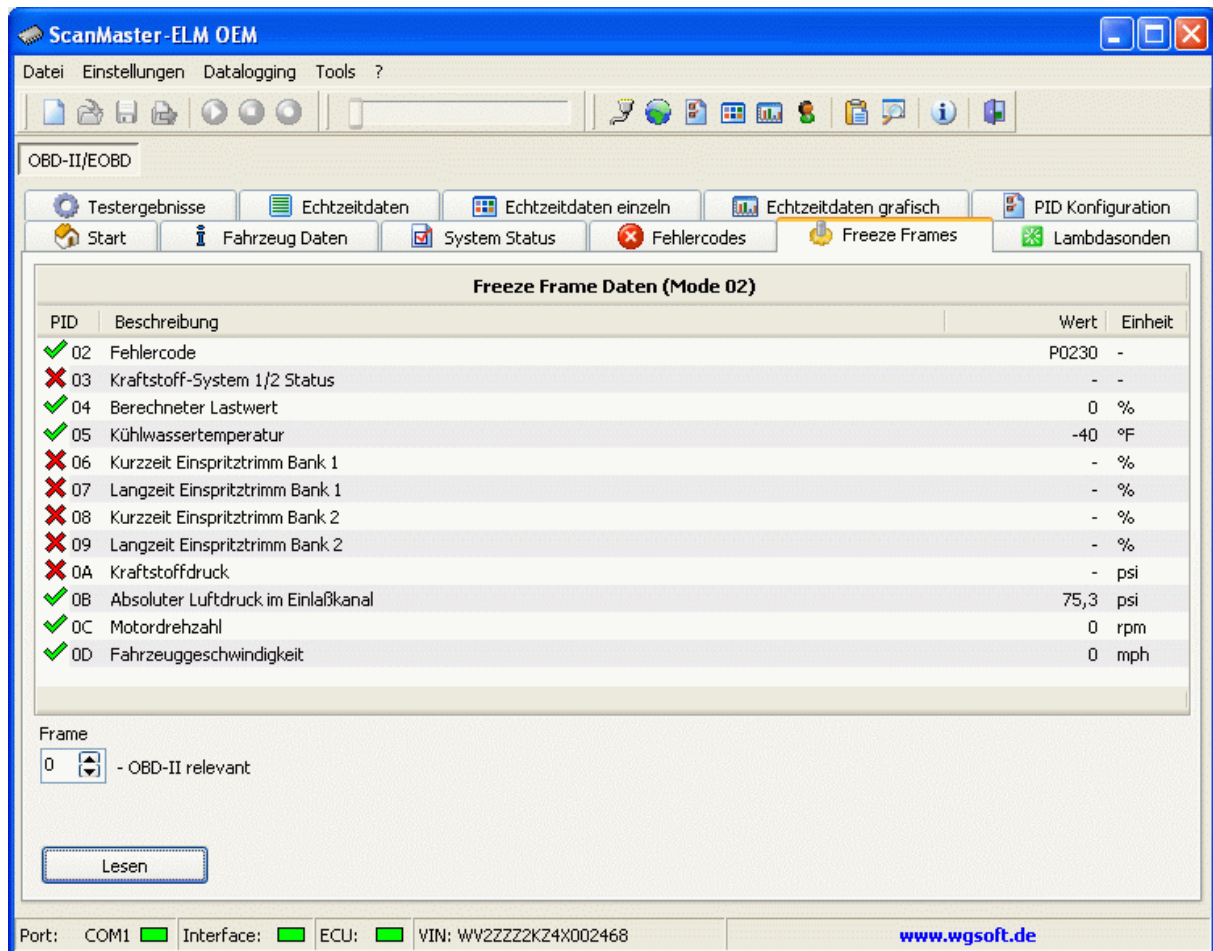 ScanMaster-ELM OEM
Datei Einstellungen Datalogging Tools ?
OBD-II/EOBD
Testergebnisse Echtzeitdaten Echtzeitdaten einzeln Echtzeitdaten grafisch PID Konfiguration
Start Fahrzeug Daten System Status Fehlercodes Freeze Frames Lambdasonden
Freeze Frame Daten (Mode 02)
PID Beschreibung Wert Einheit
02 Fehlercode P0230 -
03 Kraftstoff-System 1/2 Status - -
04 Berechneter Lastwert 0 %
05 Kühlwassertemperatur -40 °F
06 Kurzzeit Einspritztrimm Bank 1 - %
07 Langzeit Einspritztrimm Bank 1 - %
08 Kurzzeit Einspritztrimm Bank 2 - %
09 Langzeit Einspritztrimm Bank 2 - %
0A Kraftstoffdruck - psi
0B Absoluter Luftdruck im Einlaßkanal 75,3 psi
0C Motordrehzahl 0 rpm
0D Fahrzeuggeschwindigkeit 0 mph
Frame
0 - OBD-II relevant
Lesen
Port: COM1 Interface: ECU: VIN: WV2ZZZ2KZ4X002468 www.wgsoft.de